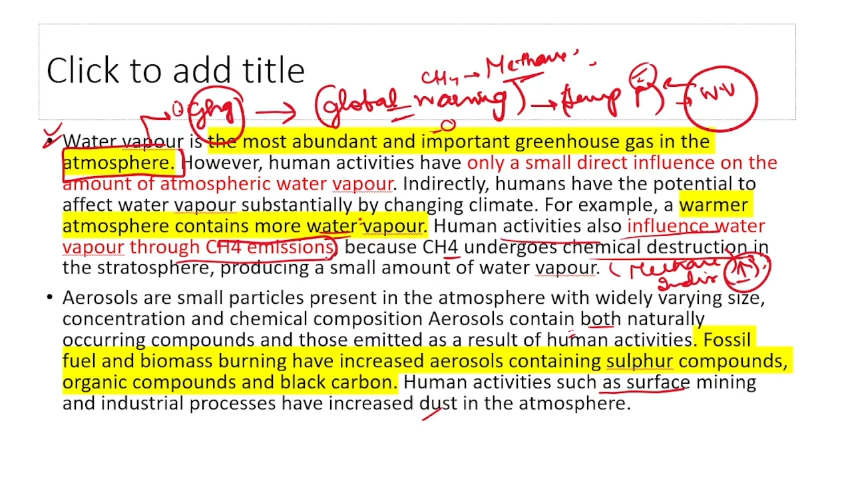 Click to add title
CH4 → Methane
① Ghg → (global warming) → temp ↑ WV
• Water vapour is the most abundant and important greenhouse gas in the
atmosphere. However, human activities have only a small direct influence on the
amount of atmospheric water vapour. Indirectly, humans have the potential to
affect water vapour substantially by changing climate. For example, a warmer
atmosphere contains more water vapour. Human activities also influence water
vapour through CH4 emissions, because CH4 undergoes chemical destruction in
the stratosphere, producing a small amount of water vapour.
(Methane ↑).
• Aerosols are small particles present in the atmosphere with widely varying size,
concentration and chemical composition Aerosols contain both naturally
occurring compounds and those emitted as a result of human activities. Fossil
fuel and biomass burning have increased aerosols containing sulphur compounds,
organic compounds and black carbon. Human activities such as surface mining
and industrial processes have increased dust in the atmosphere.